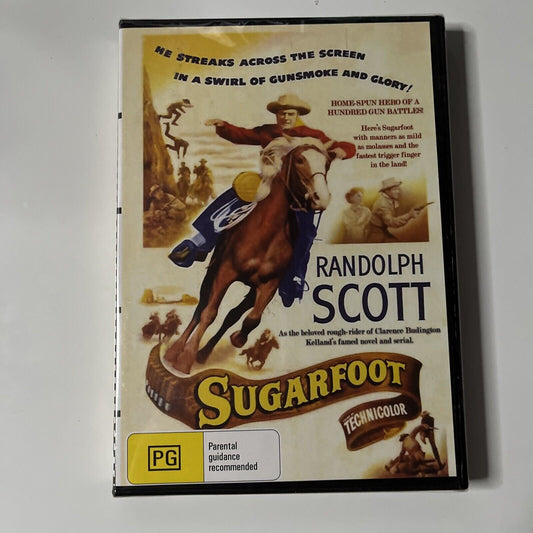 HE STREAKS ACROSS THE SCREEN
IN A SWIRL OF GUNSMOKE AND GLORY!
HOME-SPUN HERO OF A
HUNDRED GUN BATTLES!
Here's Sugarfoot
with manners as mild
as molasses and the
fastest trigger finger
in the land!
RANDOLPH
SCOTT
As the beloved rough-rider of Clarence Budington
Kelland's famed novel and serial.
SUGARFOOT
TECHNICOLOR
PG
Parental
guidance
recommended